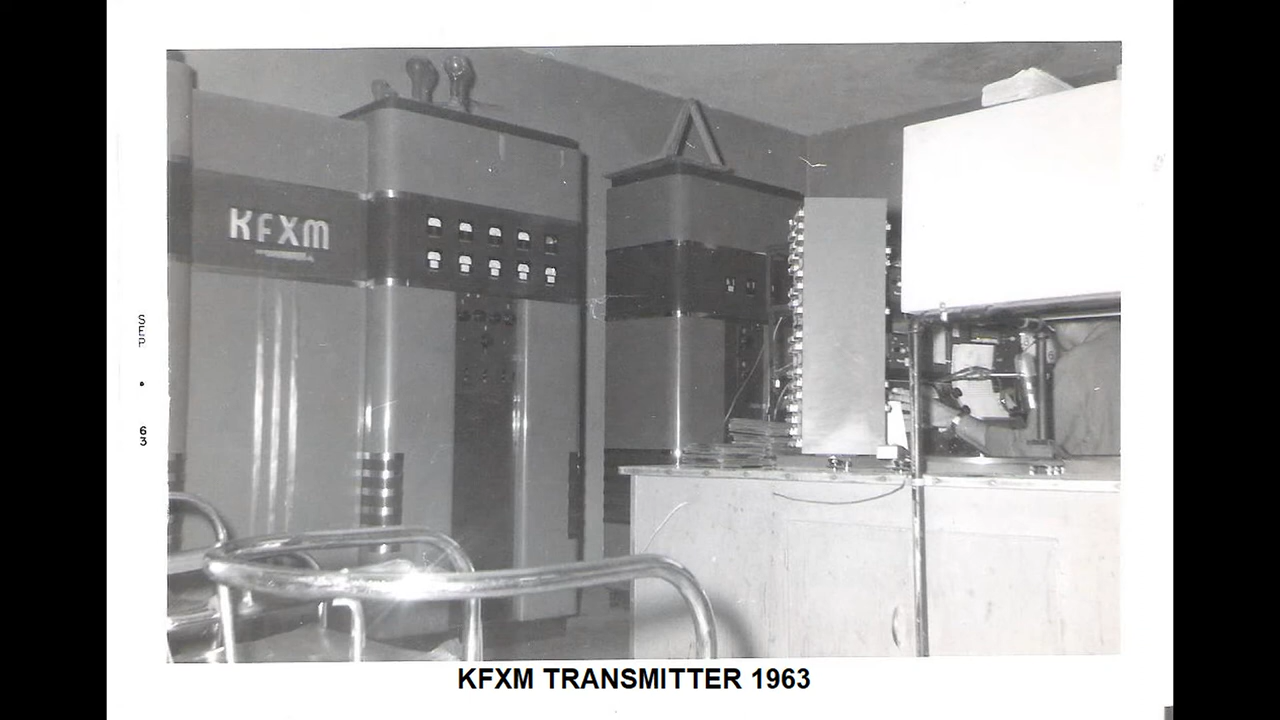 KFXM
SEP • 63
KFXM TRANSMITTER 1963